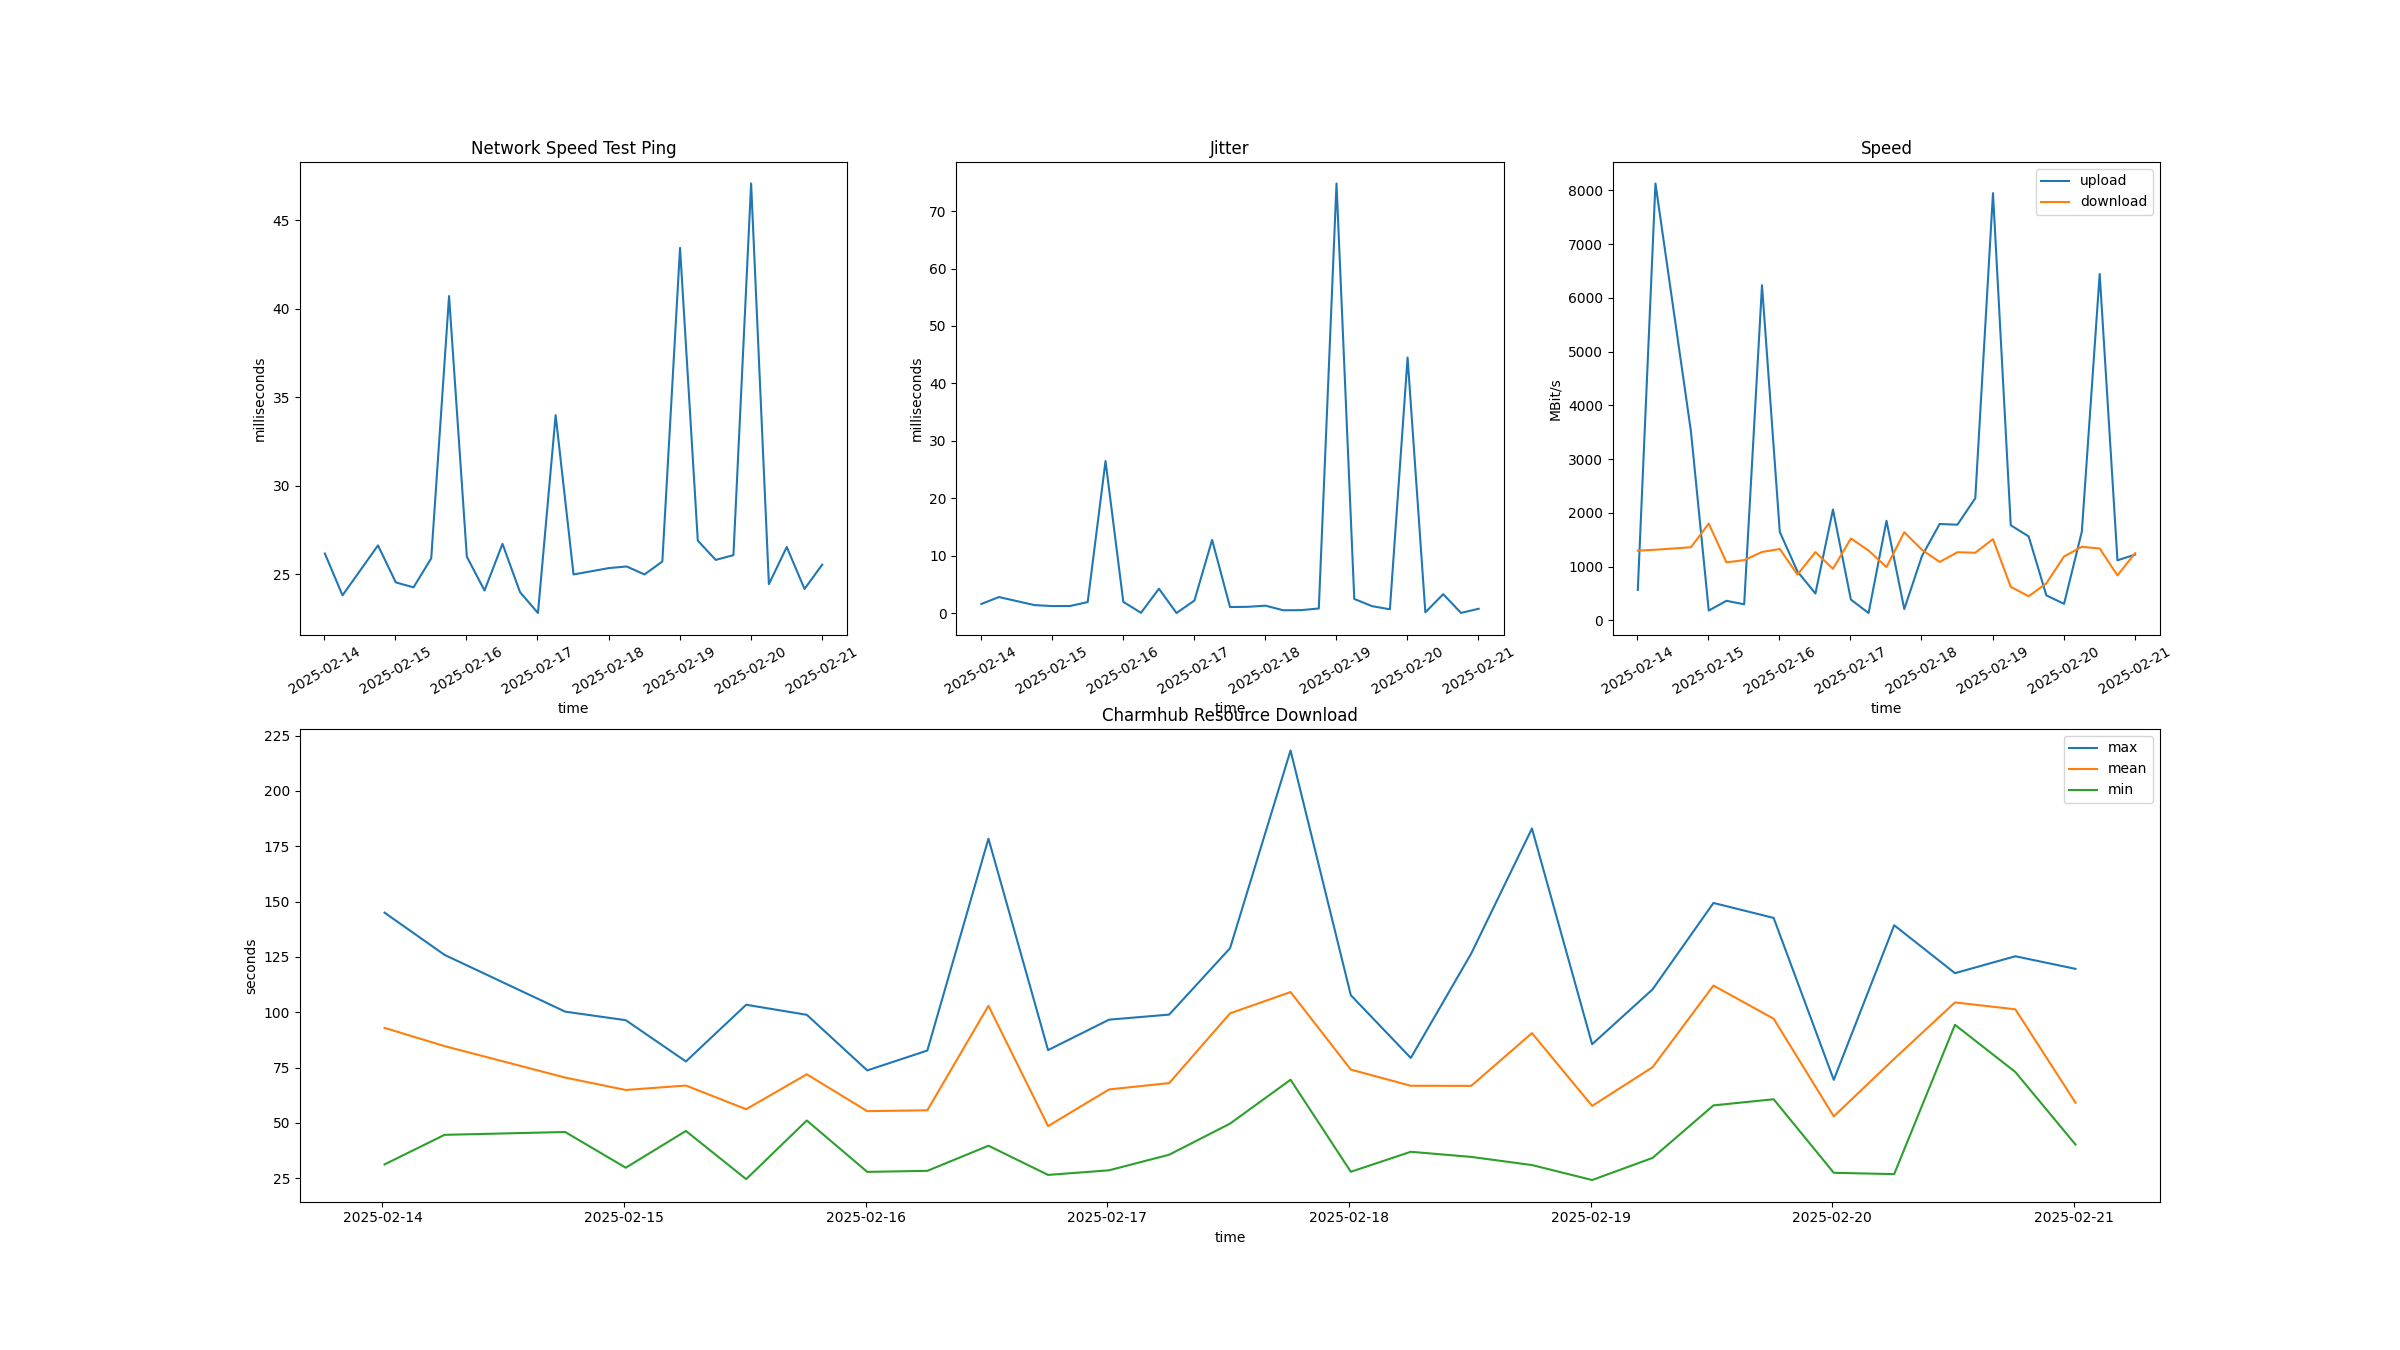 Network Speed Test Ping
45
40
35
30
25
milliseconds
2025-02-14 2025-02-15 2025-02-16 2025-02-17 2025-02-18 2025-02-19 2025-02-20 2025-02-21
time
Jitter
70
60
50
40
30
20
10
0
milliseconds
2025-02-14 2025-02-15 2025-02-16 2025-02-17 2025-02-18 2025-02-19 2025-02-20 2025-02-21
time
Speed
upload
download
8000
7000
6000
5000
4000
3000
2000
1000
0
MBit/s
2025-02-14 2025-02-15 2025-02-16 2025-02-17 2025-02-18 2025-02-19 2025-02-20 2025-02-21
time
Charmhub Resource Download
max
mean
min
225
200
175
150
125
100
75
50
25
seconds
2025-02-14 2025-02-15 2025-02-16 2025-02-17 2025-02-18 2025-02-19 2025-02-20 2025-02-21
time